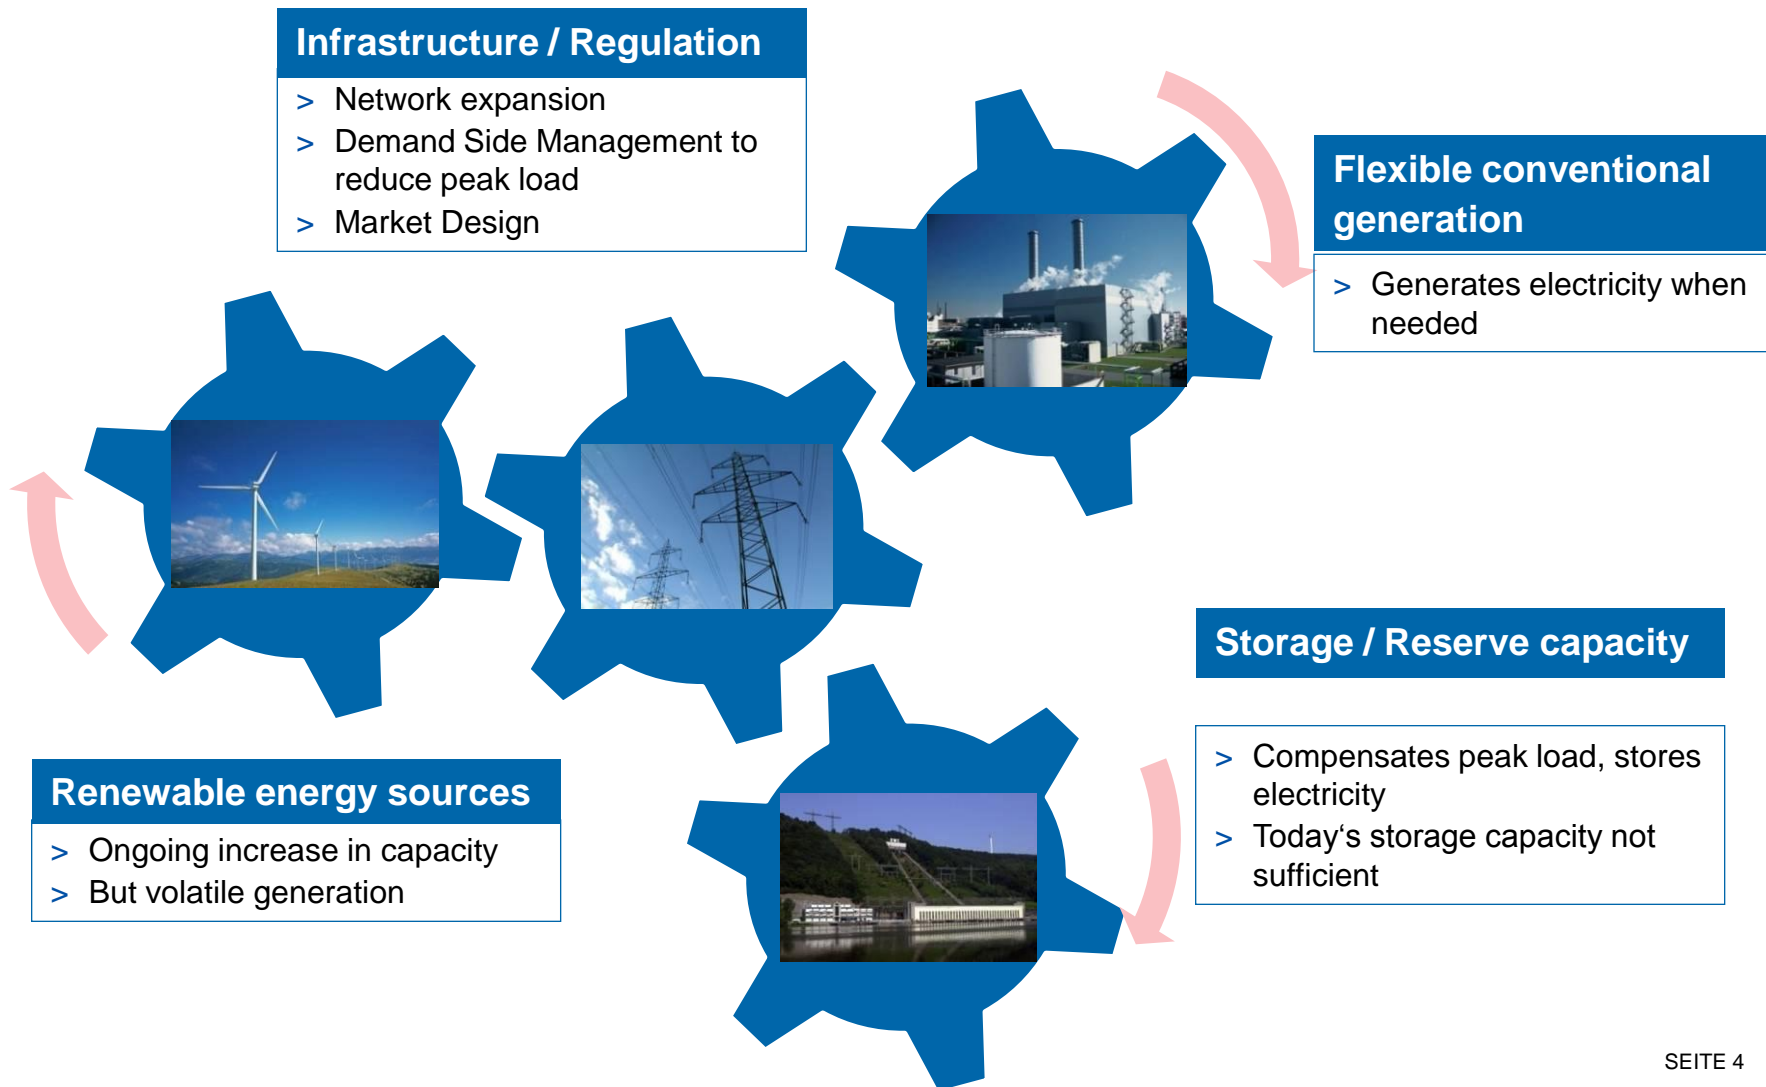 Infrastructure / Regulation
> Network expansion
> Demand Side Management to
reduce peak load
> Market Design
Flexible conventional
generation
> Generates electricity when
needed
Renewable energy sources
> Ongoing increase in capacity
> But volatile generation
Storage / Reserve capacity
> Compensates peak load, stores
electricity
> Today‘s storage capacity not
sufficient
SEITE 4